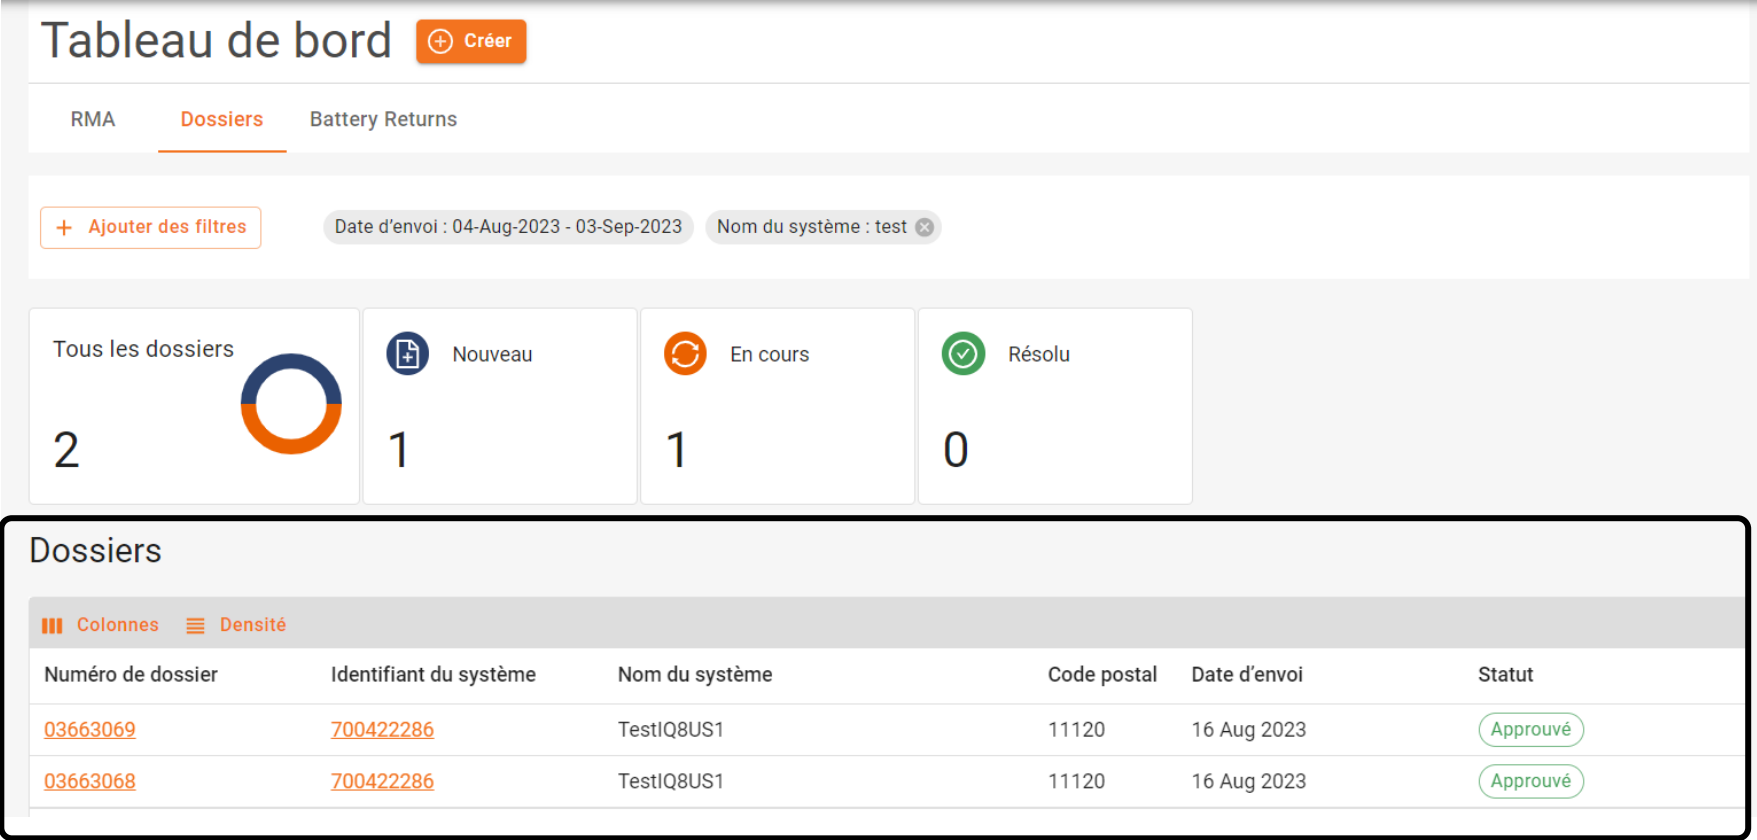 Tableau de bord
Créer
RMA Dossiers Battery Returns
Ajouter des filtres
Date d’envoi : 04-Aug-2023 - 03-Sep-2023
Nom du système : test
Tous les dossiers
2
Nouveau
1
En cours
1
Résolu
0
Dossiers
Colonnes Densité
Numéro de dossier Identifiant du système Nom du système Code postal Date d’envoi Statut
03663069 700422286 TestIQ8US1 11120 16 Aug 2023 Approuvé
03663068 700422286 TestIQ8US1 11120 16 Aug 2023 Approuvé